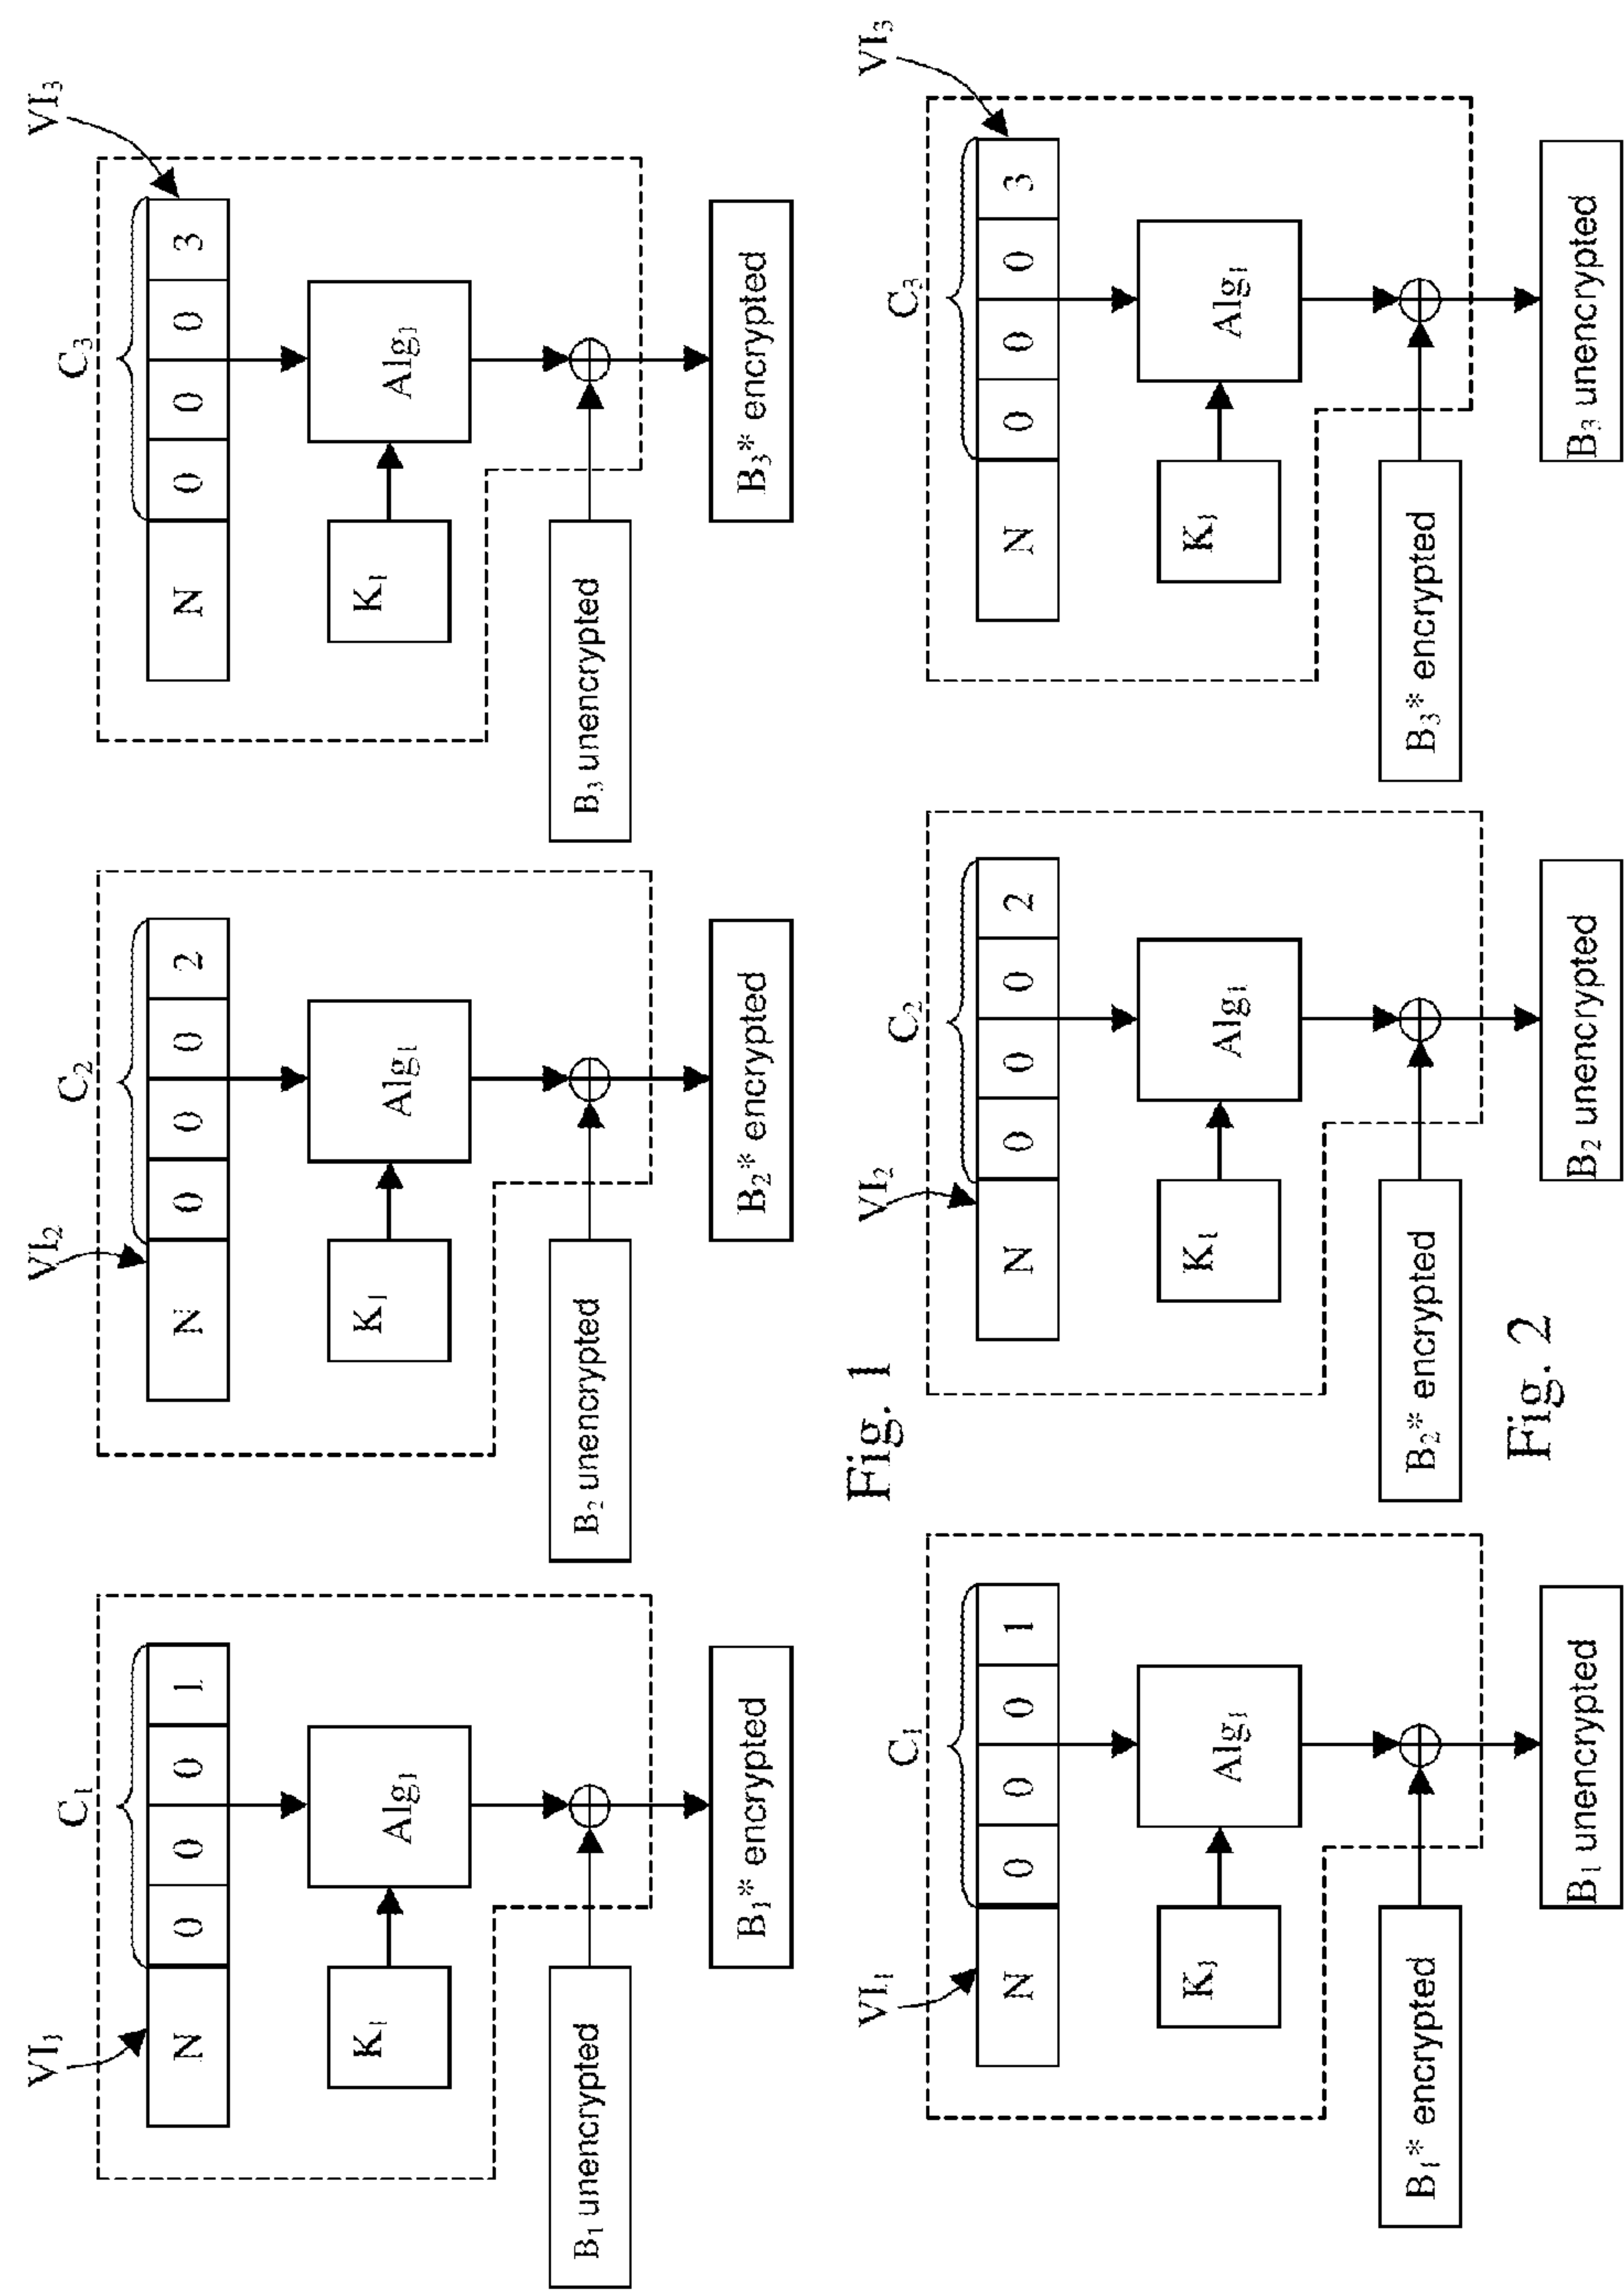 VI₁ VI₂ VI₃
C₁ C₂ C₃
N 0 0 0 1 N 0 0 0 2 N 0 0 0 3
K₁ Alg₁ K₁ Alg₁ K₁ Alg₁
B₁ unencrypted B₂ unencrypted B₃ unencrypted
B₁* encrypted B₂* encrypted B₃* encrypted
Fig. 1
VI₁ VI₂ VI₃
C₁ C₂ C₃
N 0 0 0 1 N 0 0 0 2 N 0 0 0 3
K₁ Alg₁ K₁ Alg₁ K₁ Alg₁
B₁* encrypted B₂* encrypted B₃* encrypted
Fig. 2
B₁ unencrypted B₂ unencrypted B₃ unencrypted